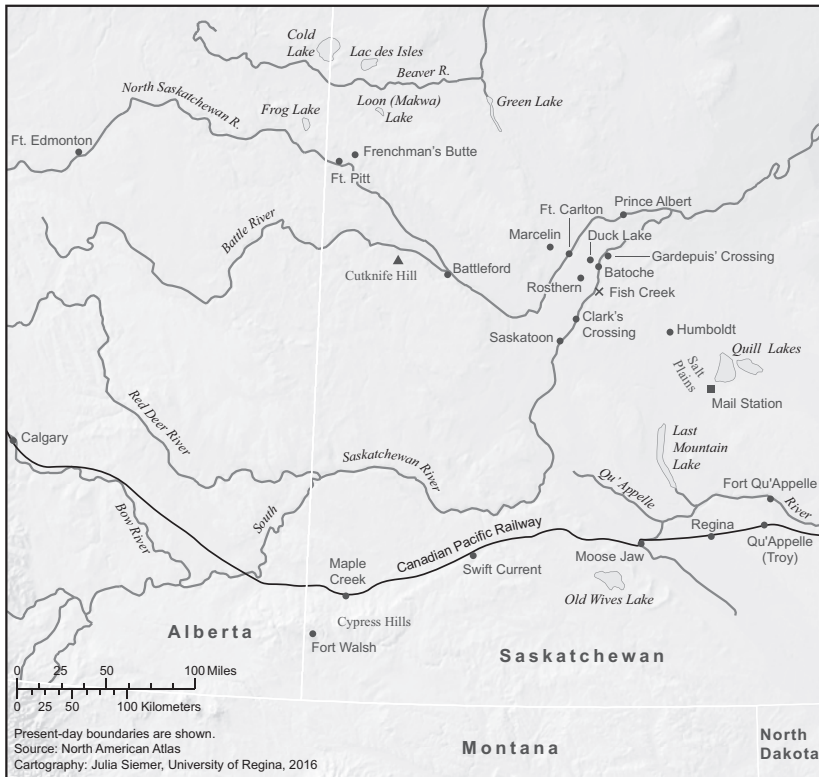 Cold
Lake
Lac des Isles
Beaver R.
North Saskatchewan R.
Frog Lake
Loon (Makwa)
Lake
Green Lake
Ft. Edmonton
Frenchman's Butte
Ft. Pitt
Prince Albert
Ft. Carlton
Marcelin
Duck Lake
Gardepuis' Crossing
Batoche
Battle River
Cutknife Hill
Battleford
Rosthern
Fish Creek
Clark's
Crossing
Saskatoon
Humboldt
Quill Lakes
Salt
Plains
Mail Station
Red Deer River
Calgary
Last
Mountain
Lake
Saskatchewan River
Qu'Appelle
Fort Qu'Appelle
River
Bow River
South
Canadian Pacific Railway
Regina
Moose Jaw
Qu'Appelle
(Troy)
Maple
Creek
Swift Current
Old Wives Lake
Cypress Hills
Alberta
Fort Walsh
Saskatchewan
0 25 50 100 Miles
0 25 50 100 Kilometers
Present-day boundaries are shown.
Source: North American Atlas
Cartography: Julia Siemer, University of Regina, 2016
Montana
North
Dakota